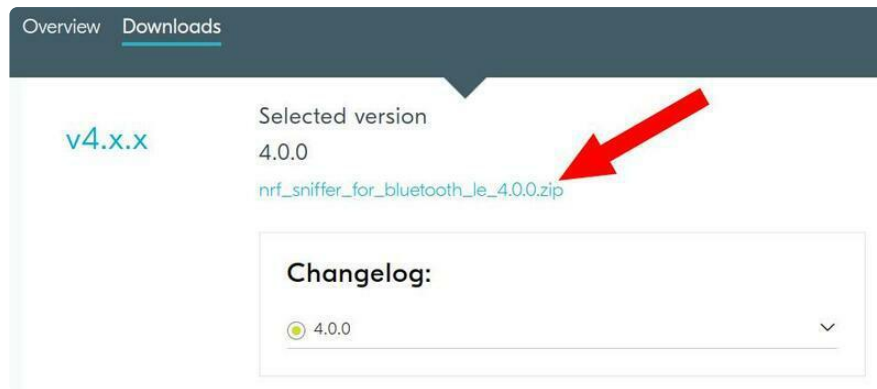 Overview Downloads
v4.x.x
Selected version
4.0.0
nrf_sniffer_for_bluetooth_le_4.0.0.zip
Changelog:
4.0.0